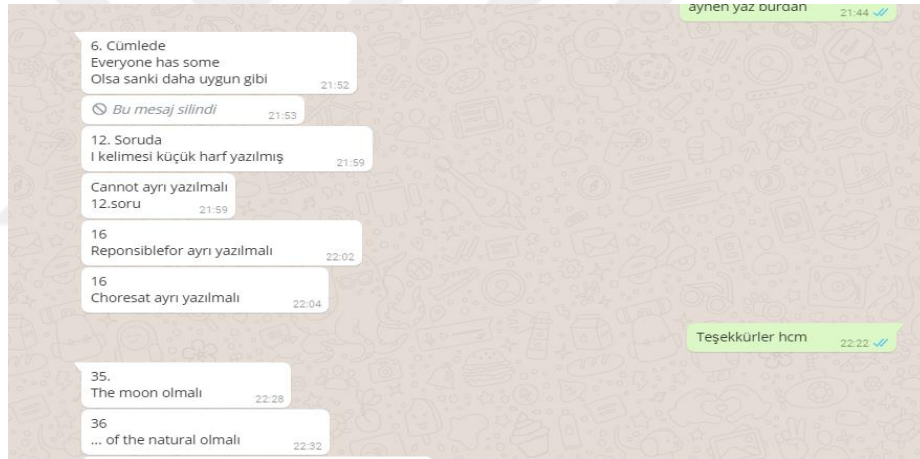 aynen yaz burdan
21:44
6. Cümlede
Everyone has some
Olsa sanki daha uygun gibi
21:52
Bu mesaj silindi
21:53
12. Soruda
I kelimesi küçük harf yazılmış
21:59
Cannot ayrı yazılmalı
12.soru
21:59
16
Reponsiblefor ayrı yazılmalı
22:02
16
Choresat ayrı yazılmalı
22:04
Teşekkürler hcm
22:22
35.
The moon olmalı
22:28
36
... of the natural olmalı
22:32